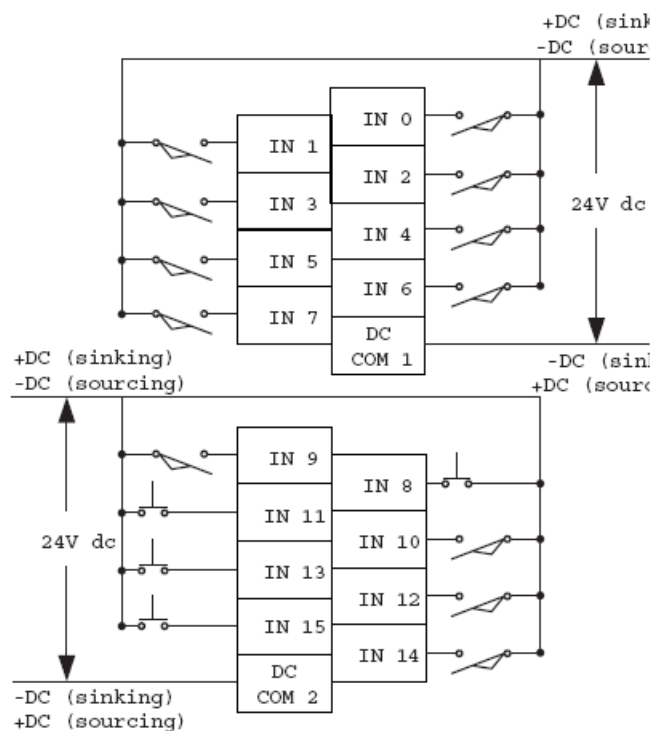 +DC (sink
-DC (sourc
IN 0
IN 1
IN 2
IN 3
24V dc
IN 4
IN 5
IN 6
IN 7
DC
COM 1
+DC (sinking)
-DC (sourcing)
-DC (sink
+DC (sourc
IN 9
IN 8
IN 11
24V dc
IN 10
IN 13
IN 12
IN 15
IN 14
DC
COM 2
-DC (sinking)
+DC (sourcing)